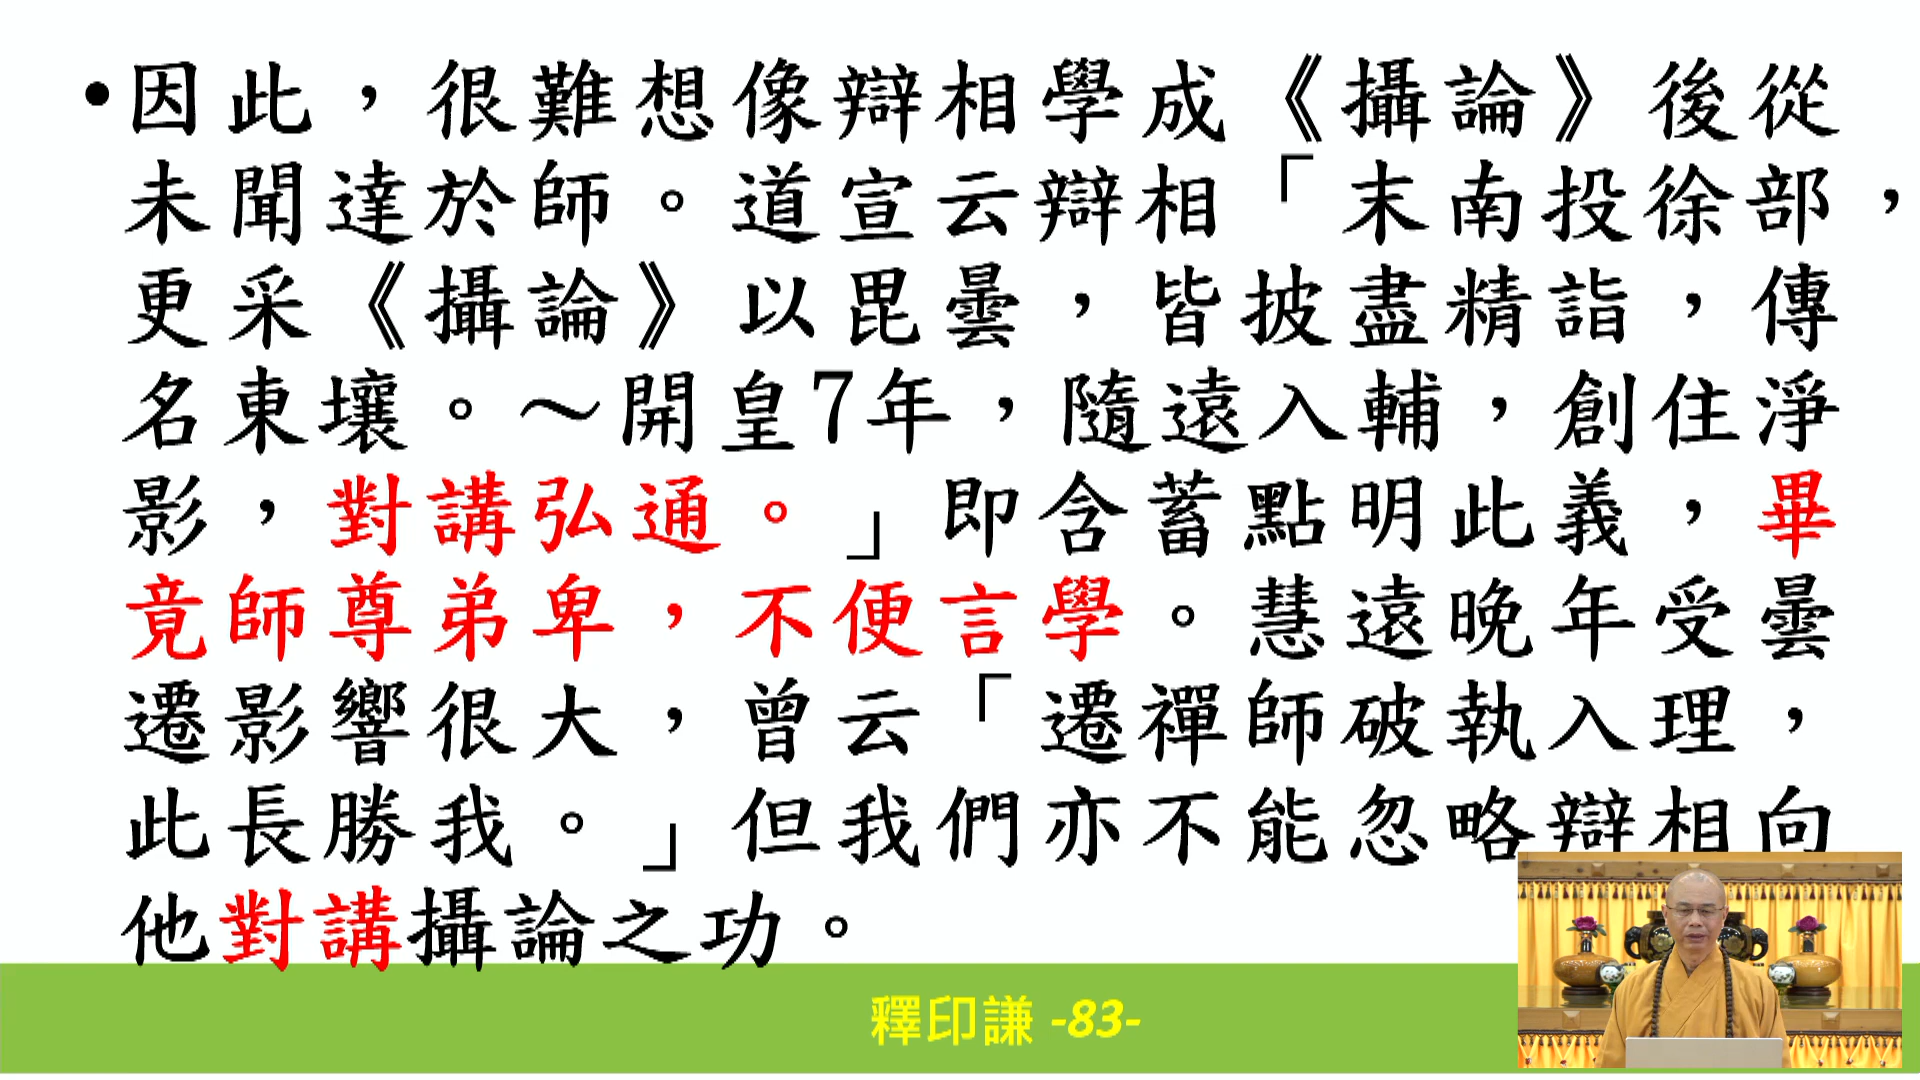 •因此，很難想像辯相學成《攝論》後從
未聞達於師。道宣云辯相「末南投徐部，
更采《攝論》以毘曇，皆披盡精詣，傳
名東壤。～開皇7年，隨遠入輔，創住淨
影，對講弘通。」即含蓄點明此義，畢
竟師尊弟卑，不便言學。慧遠晚年受曇
遷影響很大，曾云「遷禪師破執入理，
此長勝我。」但我們亦不能忽略辯相向
他對講攝論之功。
釋印謙 -83-